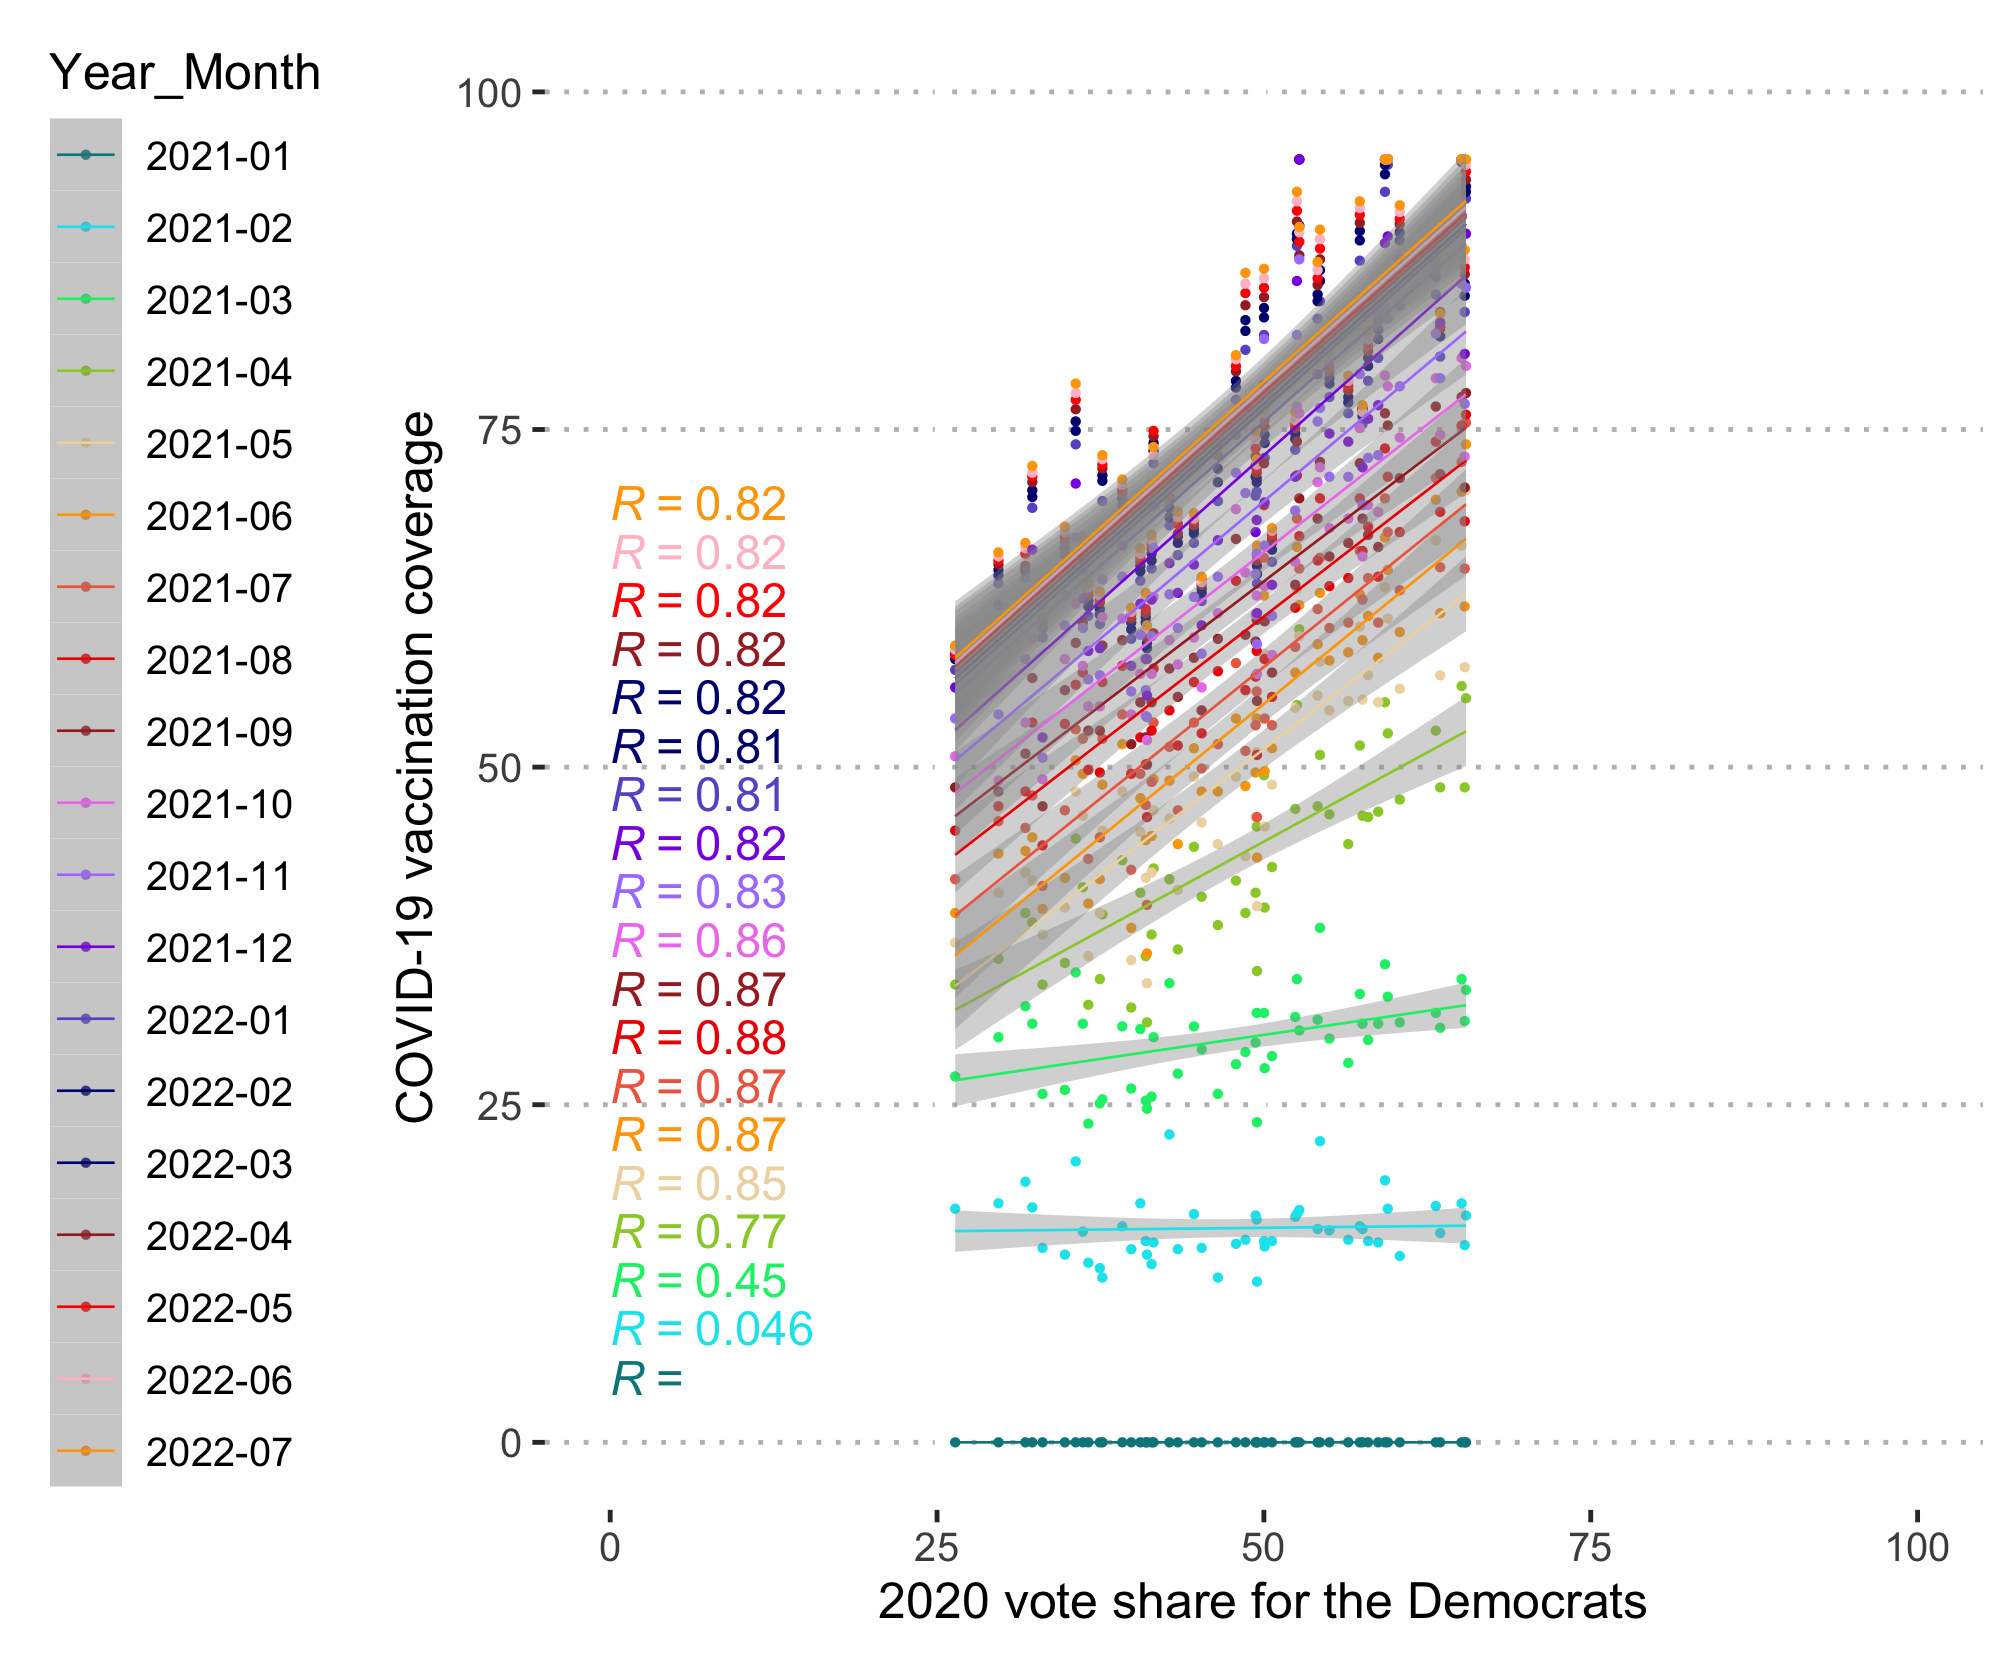 Year_Month
2021-01
2021-02
2021-03
2021-04
2021-05
2021-06
2021-07
2021-08
2021-09
2021-10
2021-11
2021-12
2022-01
2022-02
2022-03
2022-04
2022-05
2022-06
2022-07
COVID-19 vaccination coverage
100
75
50
25
0
R = 0.82
R = 0.82
R = 0.82
R = 0.82
R = 0.82
R = 0.81
R = 0.81
R = 0.82
R = 0.83
R = 0.86
R = 0.87
R = 0.88
R = 0.87
R = 0.87
R = 0.85
R = 0.77
R = 0.45
R = 0.046
R =
0 25 50 75 100
2020 vote share for the Democrats